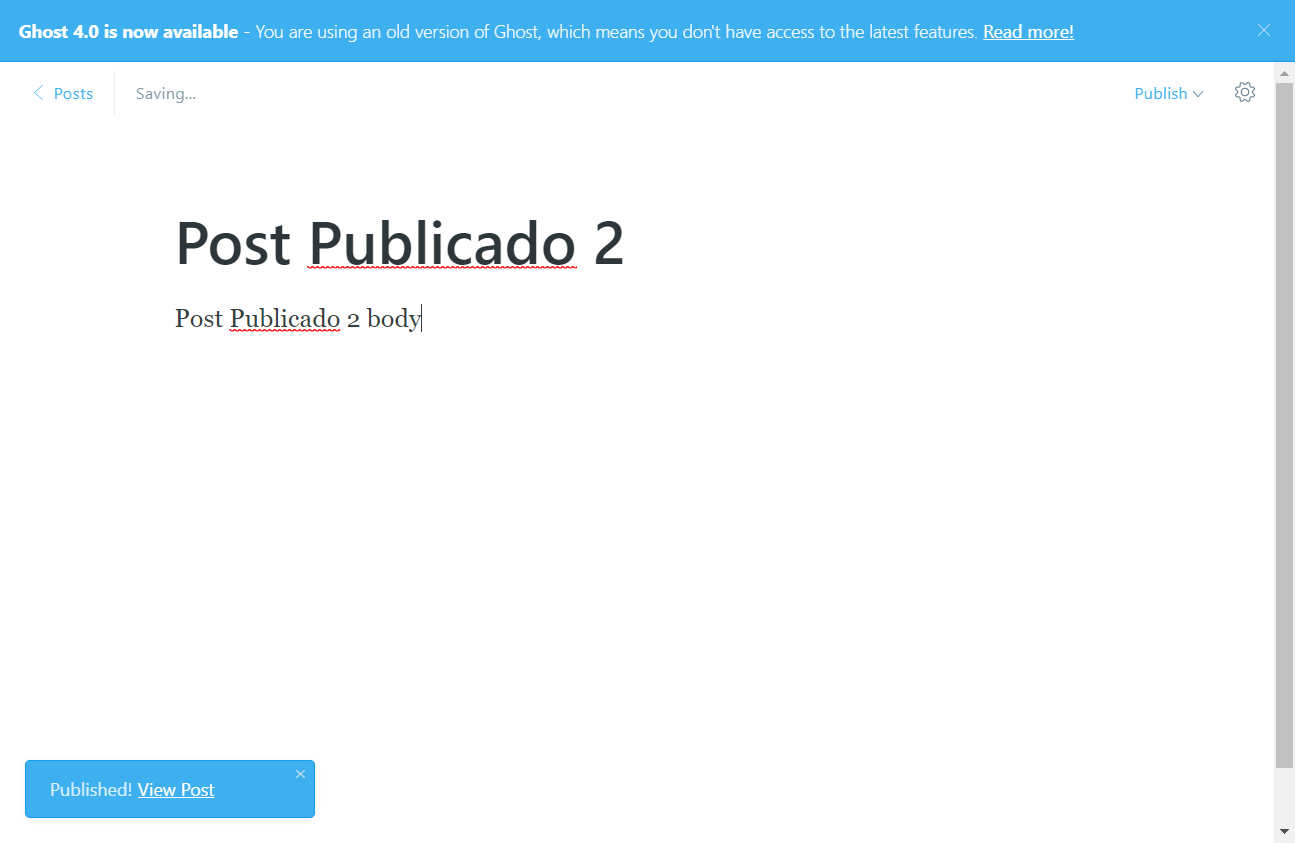 Ghost 4.0 is now available - You are using an old version of Ghost, which means you don't have access to the latest features. Read more!
Posts Saving... Publish
Post Publicado 2
Post Publicado 2 body
Published! View Post